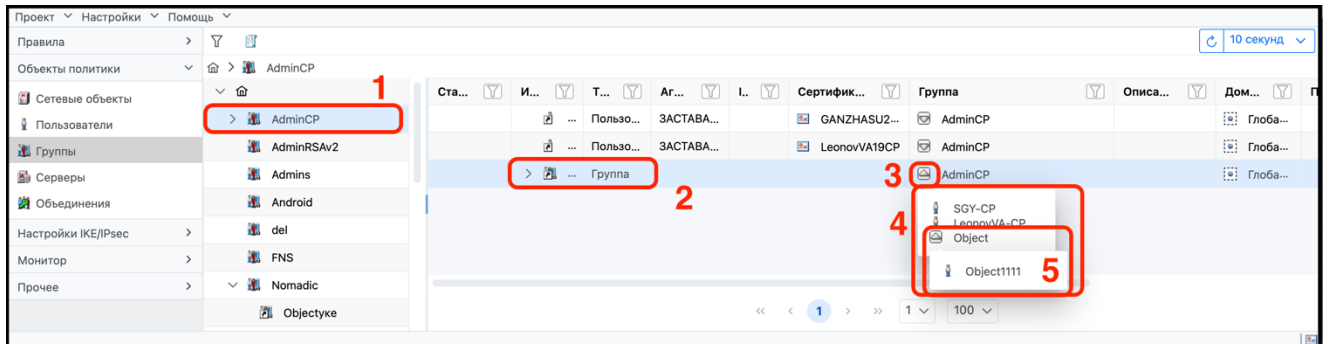 Проект Настройки Помощь
Правила
10 секунд
Объекты политики
AdminCP
1
Сетевые объекты
Пользователи
Группы
Серверы
Объединения
Настройки IKE/IPsec
Монитор
Прочее
AdminCP
AdminRSAv2
Admins
Android
del
FNS
Nomadic
Objectуке
Ста... И... Т... Аг... I.. Сертифик... Группа Описа... Дом... П
... Пользо... ЗАСТАВА... GANZHASU2... AdminCP Глоба...
... Пользо... ЗАСТАВА... LeonovVA19CP AdminCP Глоба...
... Группа 3 AdminCP Глоба...
2
4
SGY-CP
LeonovVA-CP
Object
Object1111 5
<< < 1 > >> 1 100